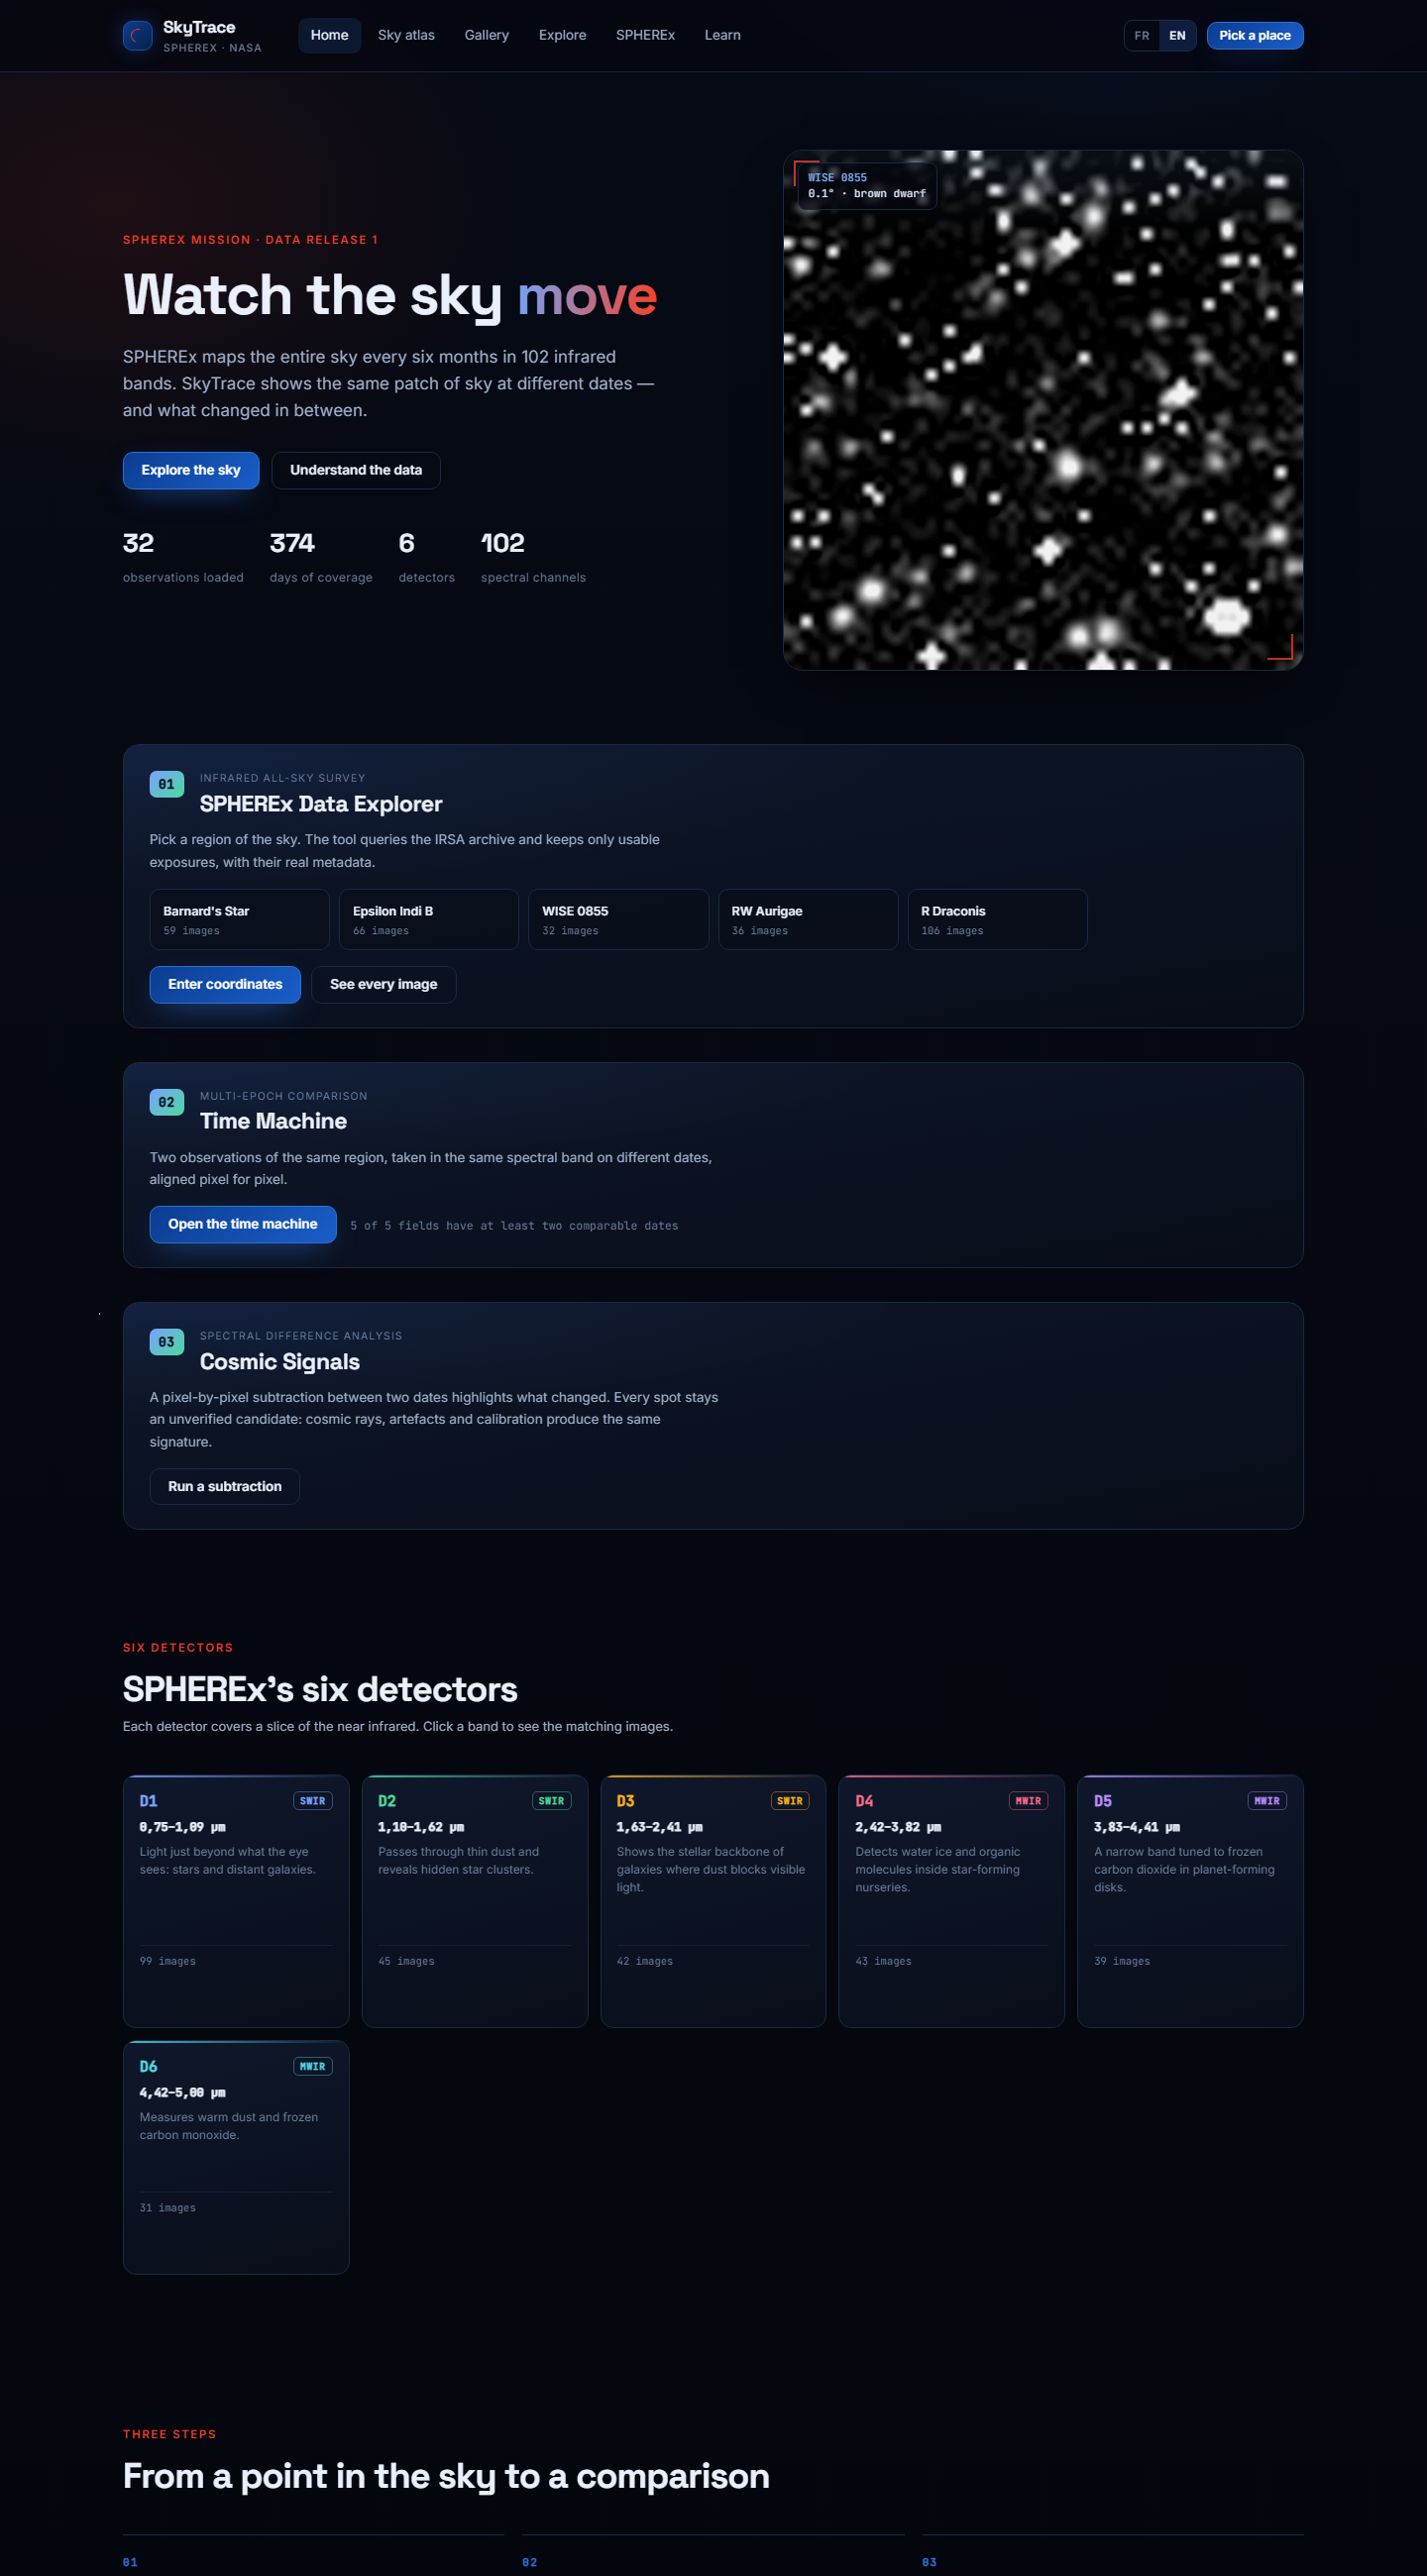 SkyTrace
SPHEREX · NASA
Home
Sky atlas
Gallery
Explore
SPHEREx
Learn
FR
EN
Pick a place
SPHEREX MISSION · DATA RELEASE 1
Watch the sky move
SPHEREx maps the entire sky every six months in 102 infrared
bands. SkyTrace shows the same patch of sky at different dates —
and what changed in between.
Explore the sky
Understand the data
32
observations loaded
374
days of coverage
6
detectors
102
spectral channels
WISE 0855
0.1° · brown dwarf
01
INFRARED ALL-SKY SURVEY
SPHEREx Data Explorer
Pick a region of the sky. The tool queries the IRSA archive and keeps only usable
exposures, with their real metadata.
Barnard's Star
59 images
Epsilon Indi B
66 images
WISE 0855
32 images
RW Aurigae
36 images
R Draconis
106 images
Enter coordinates
See every image
02
MULTI-EPOCH COMPARISON
Time Machine
Two observations of the same region, taken in the same spectral band on different dates,
aligned pixel for pixel.
Open the time machine
5 of 5 fields have at least two comparable dates
03
SPECTRAL DIFFERENCE ANALYSIS
Cosmic Signals
A pixel-by-pixel subtraction between two dates highlights what changed. Every spot stays
an unverified candidate: cosmic rays, artefacts and calibration produce the same
signature.
Run a subtraction
SIX DETECTORS
SPHEREx's six detectors
Each detector covers a slice of the near infrared. Click a band to see the matching images.
D1
SWIR
0,75–1,09 µm
Light just beyond what the eye
sees: stars and distant galaxies.
99 images
D2
SWIR
1,10–1,62 µm
Passes through thin dust and
reveals hidden star clusters.
45 images
D3
SWIR
1,63–2,41 µm
Shows the stellar backbone of
galaxies where dust blocks visible
light.
42 images
D4
MWIR
2,42–3,82 µm
Detects water ice and organic
molecules inside star-forming
nurseries.
43 images
D5
MWIR
3,83–4,41 µm
A narrow band tuned to frozen
carbon dioxide in planet-forming
disks.
39 images
D6
MWIR
4,42–5,00 µm
Measures warm dust and frozen
carbon monoxide.
31 images
THREE STEPS
From a point in the sky to a comparison
01
02
03